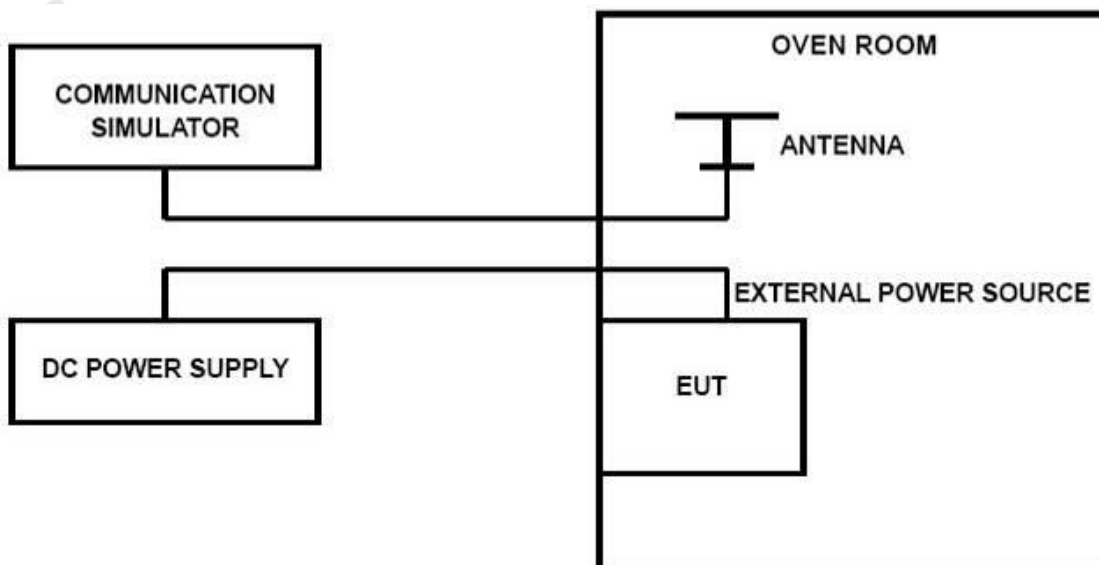 OVEN ROOM
COMMUNICATION
SIMULATOR
ANTENNA
EXTERNAL POWER SOURCE
DC POWER SUPPLY
EUT